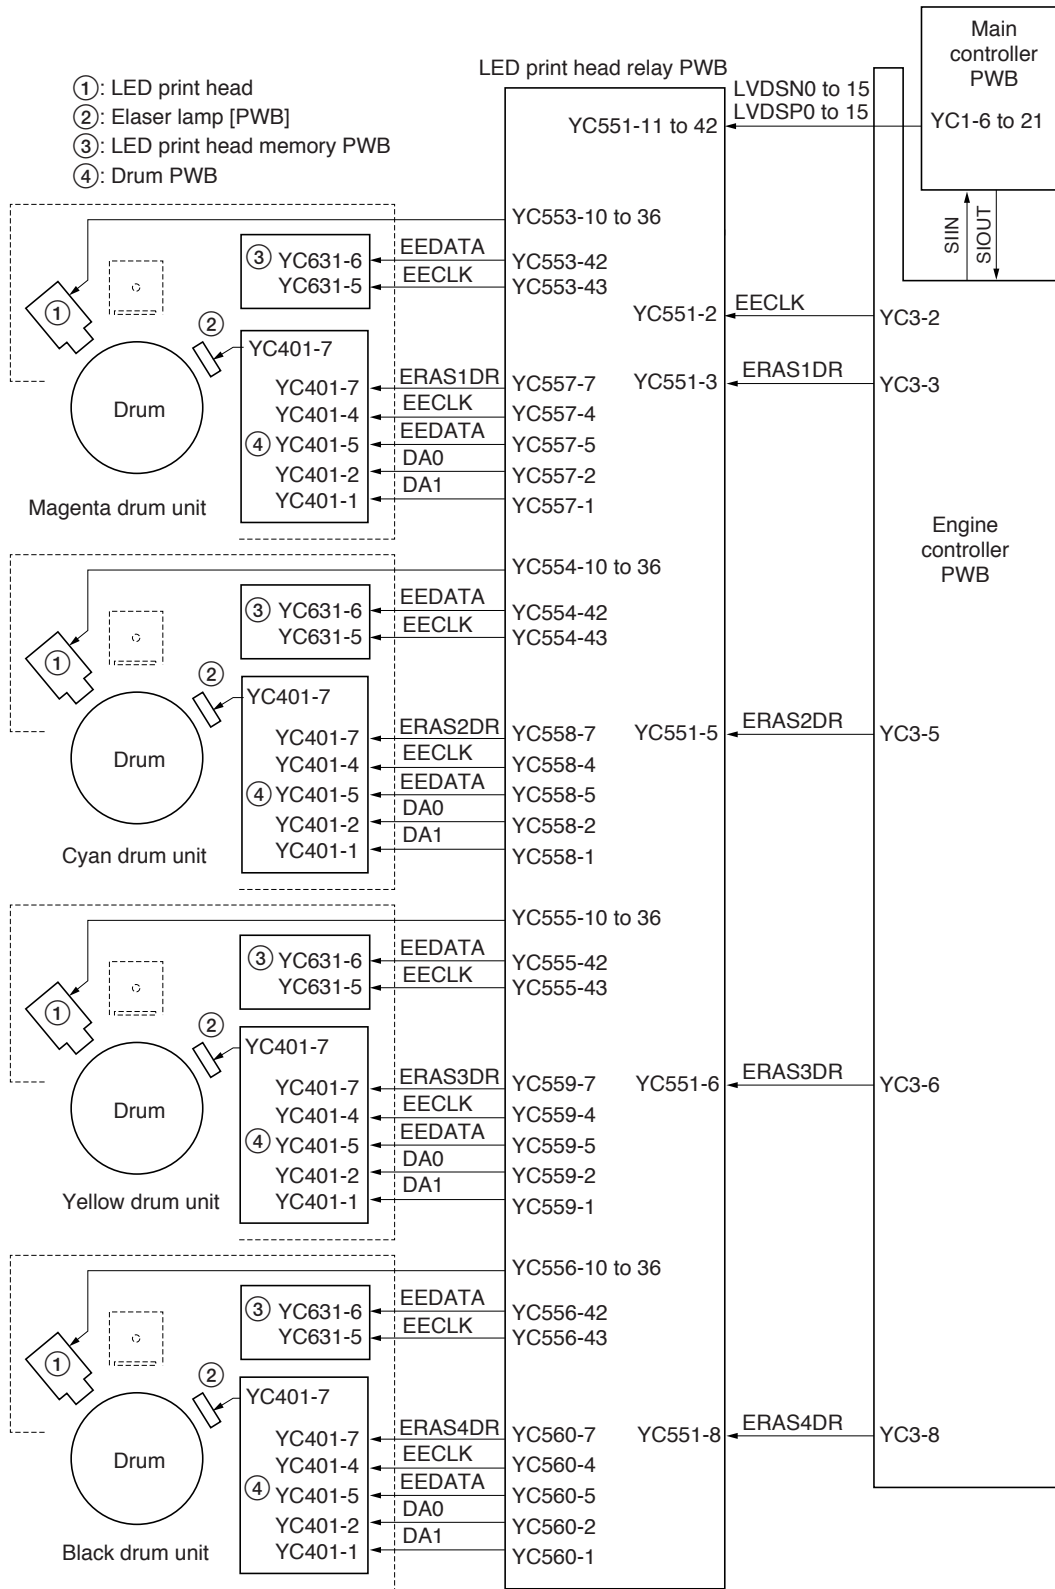 Main
controller
PWB
LED print head relay PWB
LVDSN0 to 15
LVDSP0 to 15
YC551-11 to 42
YC1-6 to 21
①: LED print head
②: Elaser lamp [PWB]
③: LED print head memory PWB
④: Drum PWB
SIIN
SIOUT
YC553-10 to 36
③ YC631-6
EEDATA
YC553-42
YC631-5
EECLK
YC553-43
①
②
YC551-2
EECLK
YC3-2
YC401-7
YC401-7
ERAS1DR
YC557-7
YC551-3
ERAS1DR
YC3-3
Drum
YC401-4
EECLK
YC557-4
④ YC401-5
EEDATA
YC557-5
YC401-2
DA0
YC557-2
YC401-1
DA1
YC557-1
Magenta drum unit
Engine
controller
PWB
YC554-10 to 36
③ YC631-6
EEDATA
YC554-42
YC631-5
EECLK
YC554-43
①
②
YC401-7
YC401-7
ERAS2DR
YC558-7
YC551-5
ERAS2DR
YC3-5
Drum
YC401-4
EECLK
YC558-4
④ YC401-5
EEDATA
YC558-5
YC401-2
DA0
YC558-2
YC401-1
DA1
YC558-1
Cyan drum unit
YC555-10 to 36
③ YC631-6
EEDATA
YC555-42
YC631-5
EECLK
YC555-43
①
②
YC401-7
YC401-7
ERAS3DR
YC559-7
YC551-6
ERAS3DR
YC3-6
Drum
YC401-4
EECLK
YC559-4
④ YC401-5
EEDATA
YC559-5
YC401-2
DA0
YC559-2
YC401-1
DA1
YC559-1
Yellow drum unit
YC556-10 to 36
③ YC631-6
EEDATA
YC556-42
YC631-5
EECLK
YC556-43
①
②
YC401-7
YC401-7
ERAS4DR
YC560-7
YC551-8
ERAS4DR
YC3-8
Drum
YC401-4
EECLK
YC560-4
④ YC401-5
EEDATA
YC560-5
YC401-2
DA0
YC560-2
YC401-1
DA1
YC560-1
Black drum unit